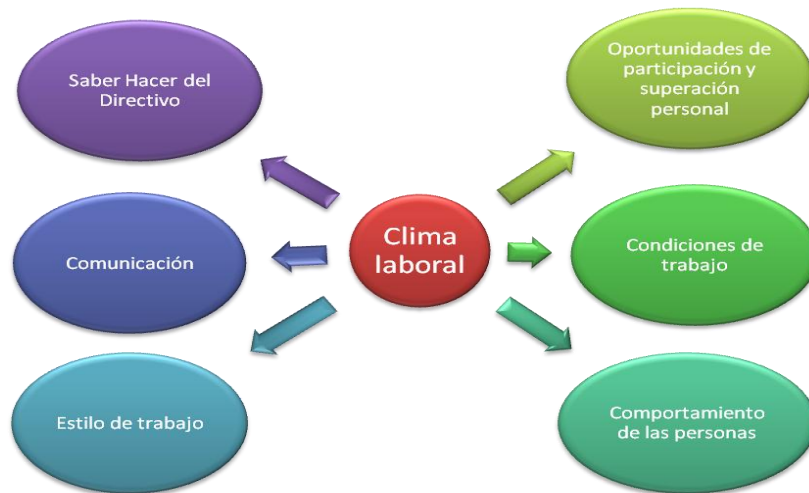 Saber Hacer del
Directivo
Oportunidades de
participación y
superación
personal
Clima
laboral
Comunicación
Condiciones de
trabajo
Estilo de trabajo
Comportamiento
de las personas